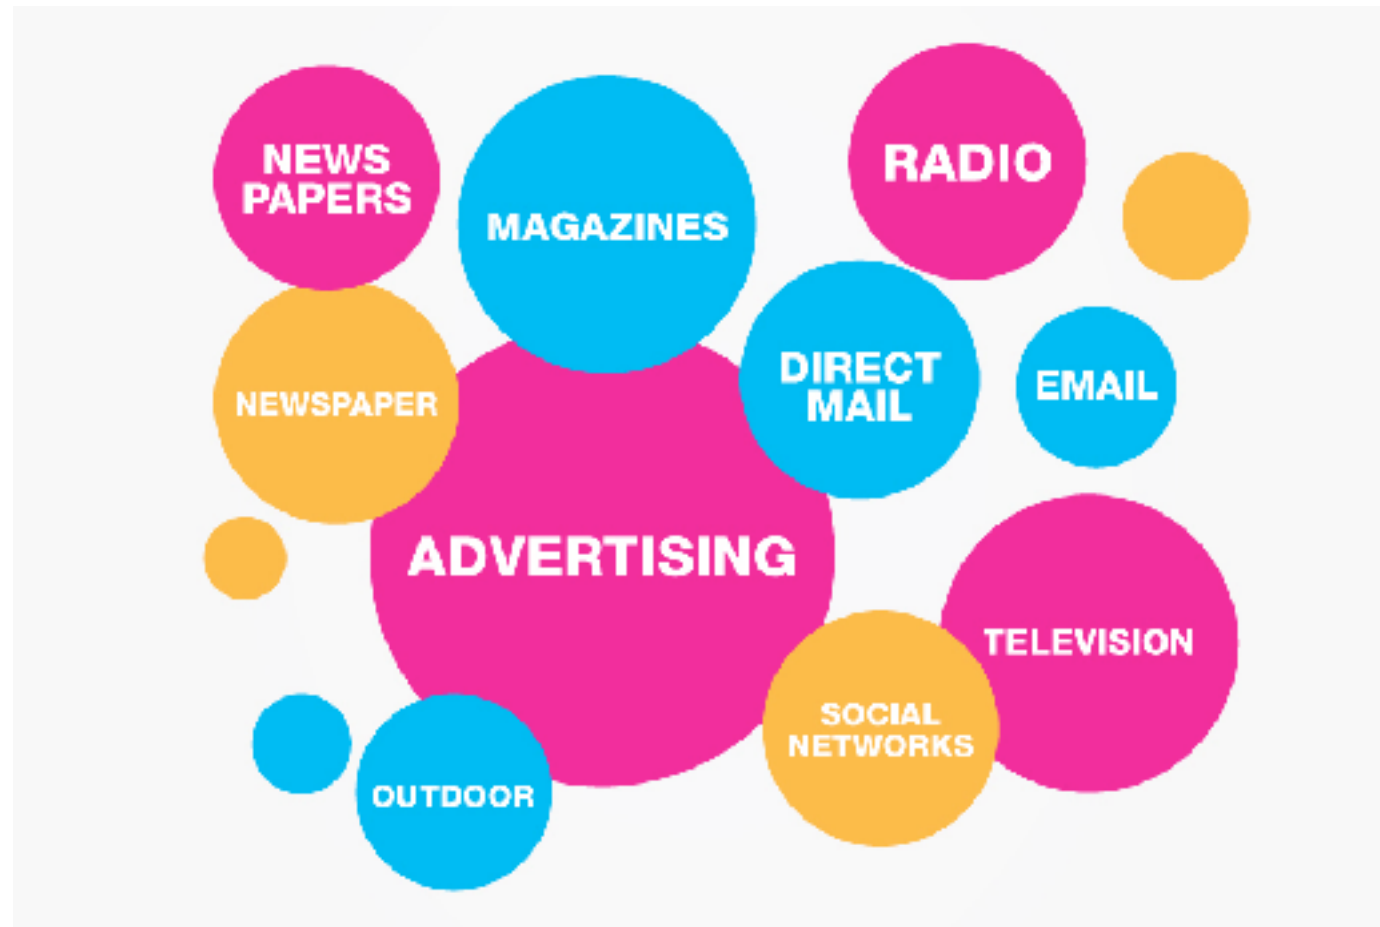 NEWS
PAPERS
MAGAZINES
RADIO
DIRECT
MAIL
EMAIL
NEWSPAPER
ADVERTISING
TELEVISION
SOCIAL
NETWORKS
OUTDOOR